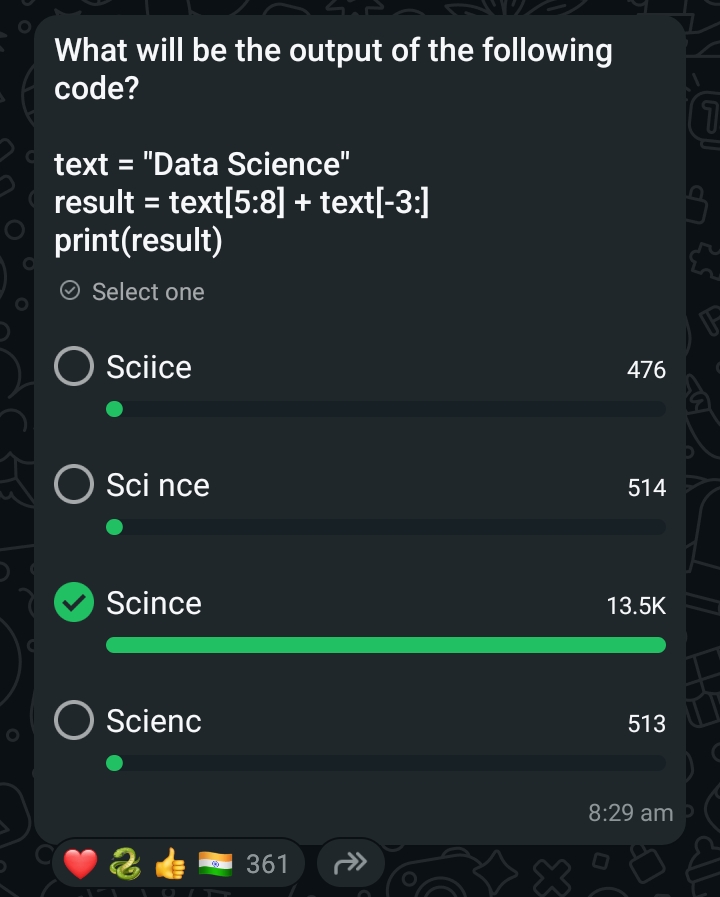 What will be the output of the following
code?
text = "Data Science"
result = text[5:8] + text[-3:]
print(result)
Select one
Sciice 476
Sci nce 514
Scince 13.5K
Scienc 513
8:29 am
361